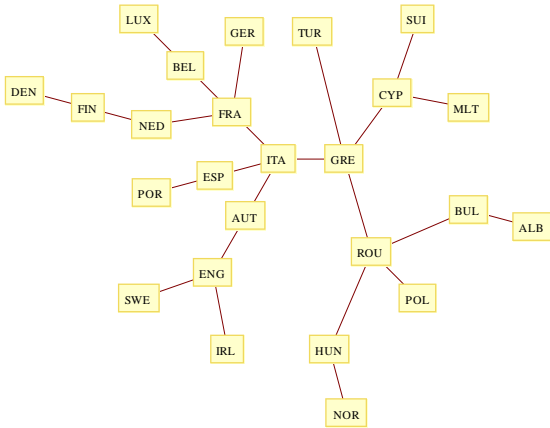 LUX
SUI
GER
TUR
BEL
DEN
CYP
FIN
MLT
FRA
NED
ITA
GRE
ESP
POR
BUL
AUT
ALB
ROU
ENG
SWE
POL
IRL
HUN
NOR